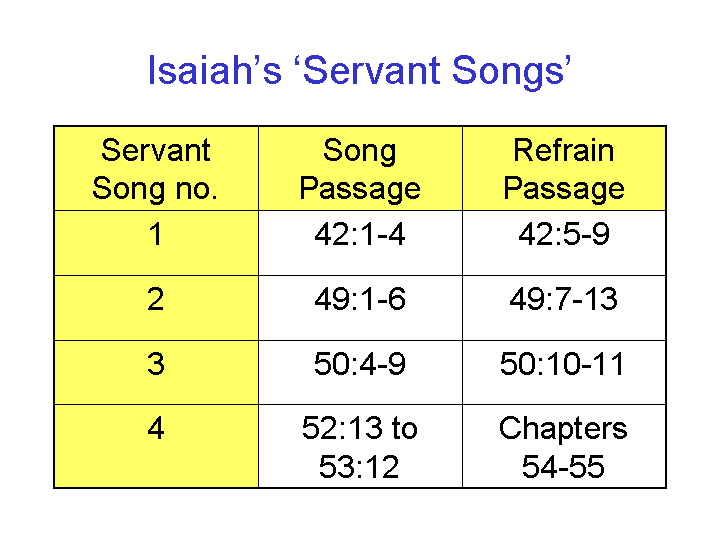 Isaiah’s ‘Servant Songs’
Servant Song no. Song Passage Refrain Passage
1 42:1-4 42:5-9
2 49:1-6 49:7-13
3 50:4-9 50:10-11
4 52:13 to 53:12 Chapters 54-55